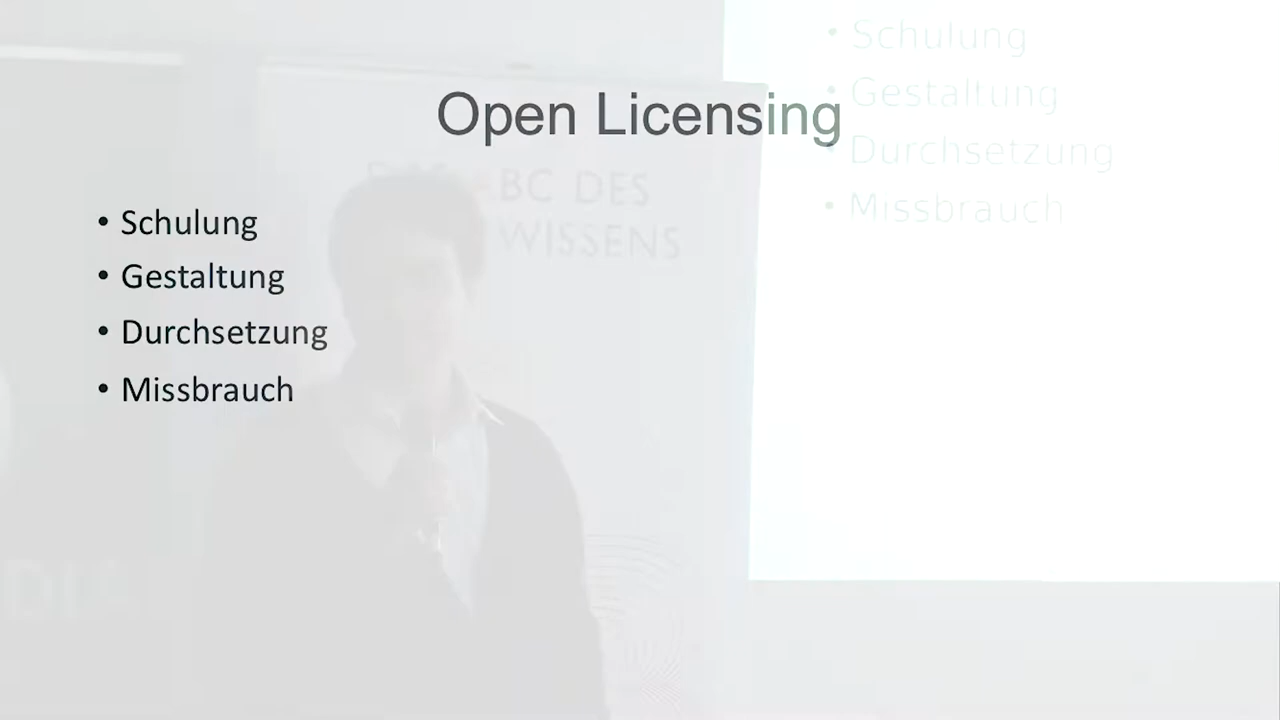 Open Licensing
• Schulung
• Gestaltung
• Durchsetzung
• Missbrauch
• Schulung
• Gestaltung
• Durchsetzung
• Missbrauch
BC DES
WISSENS